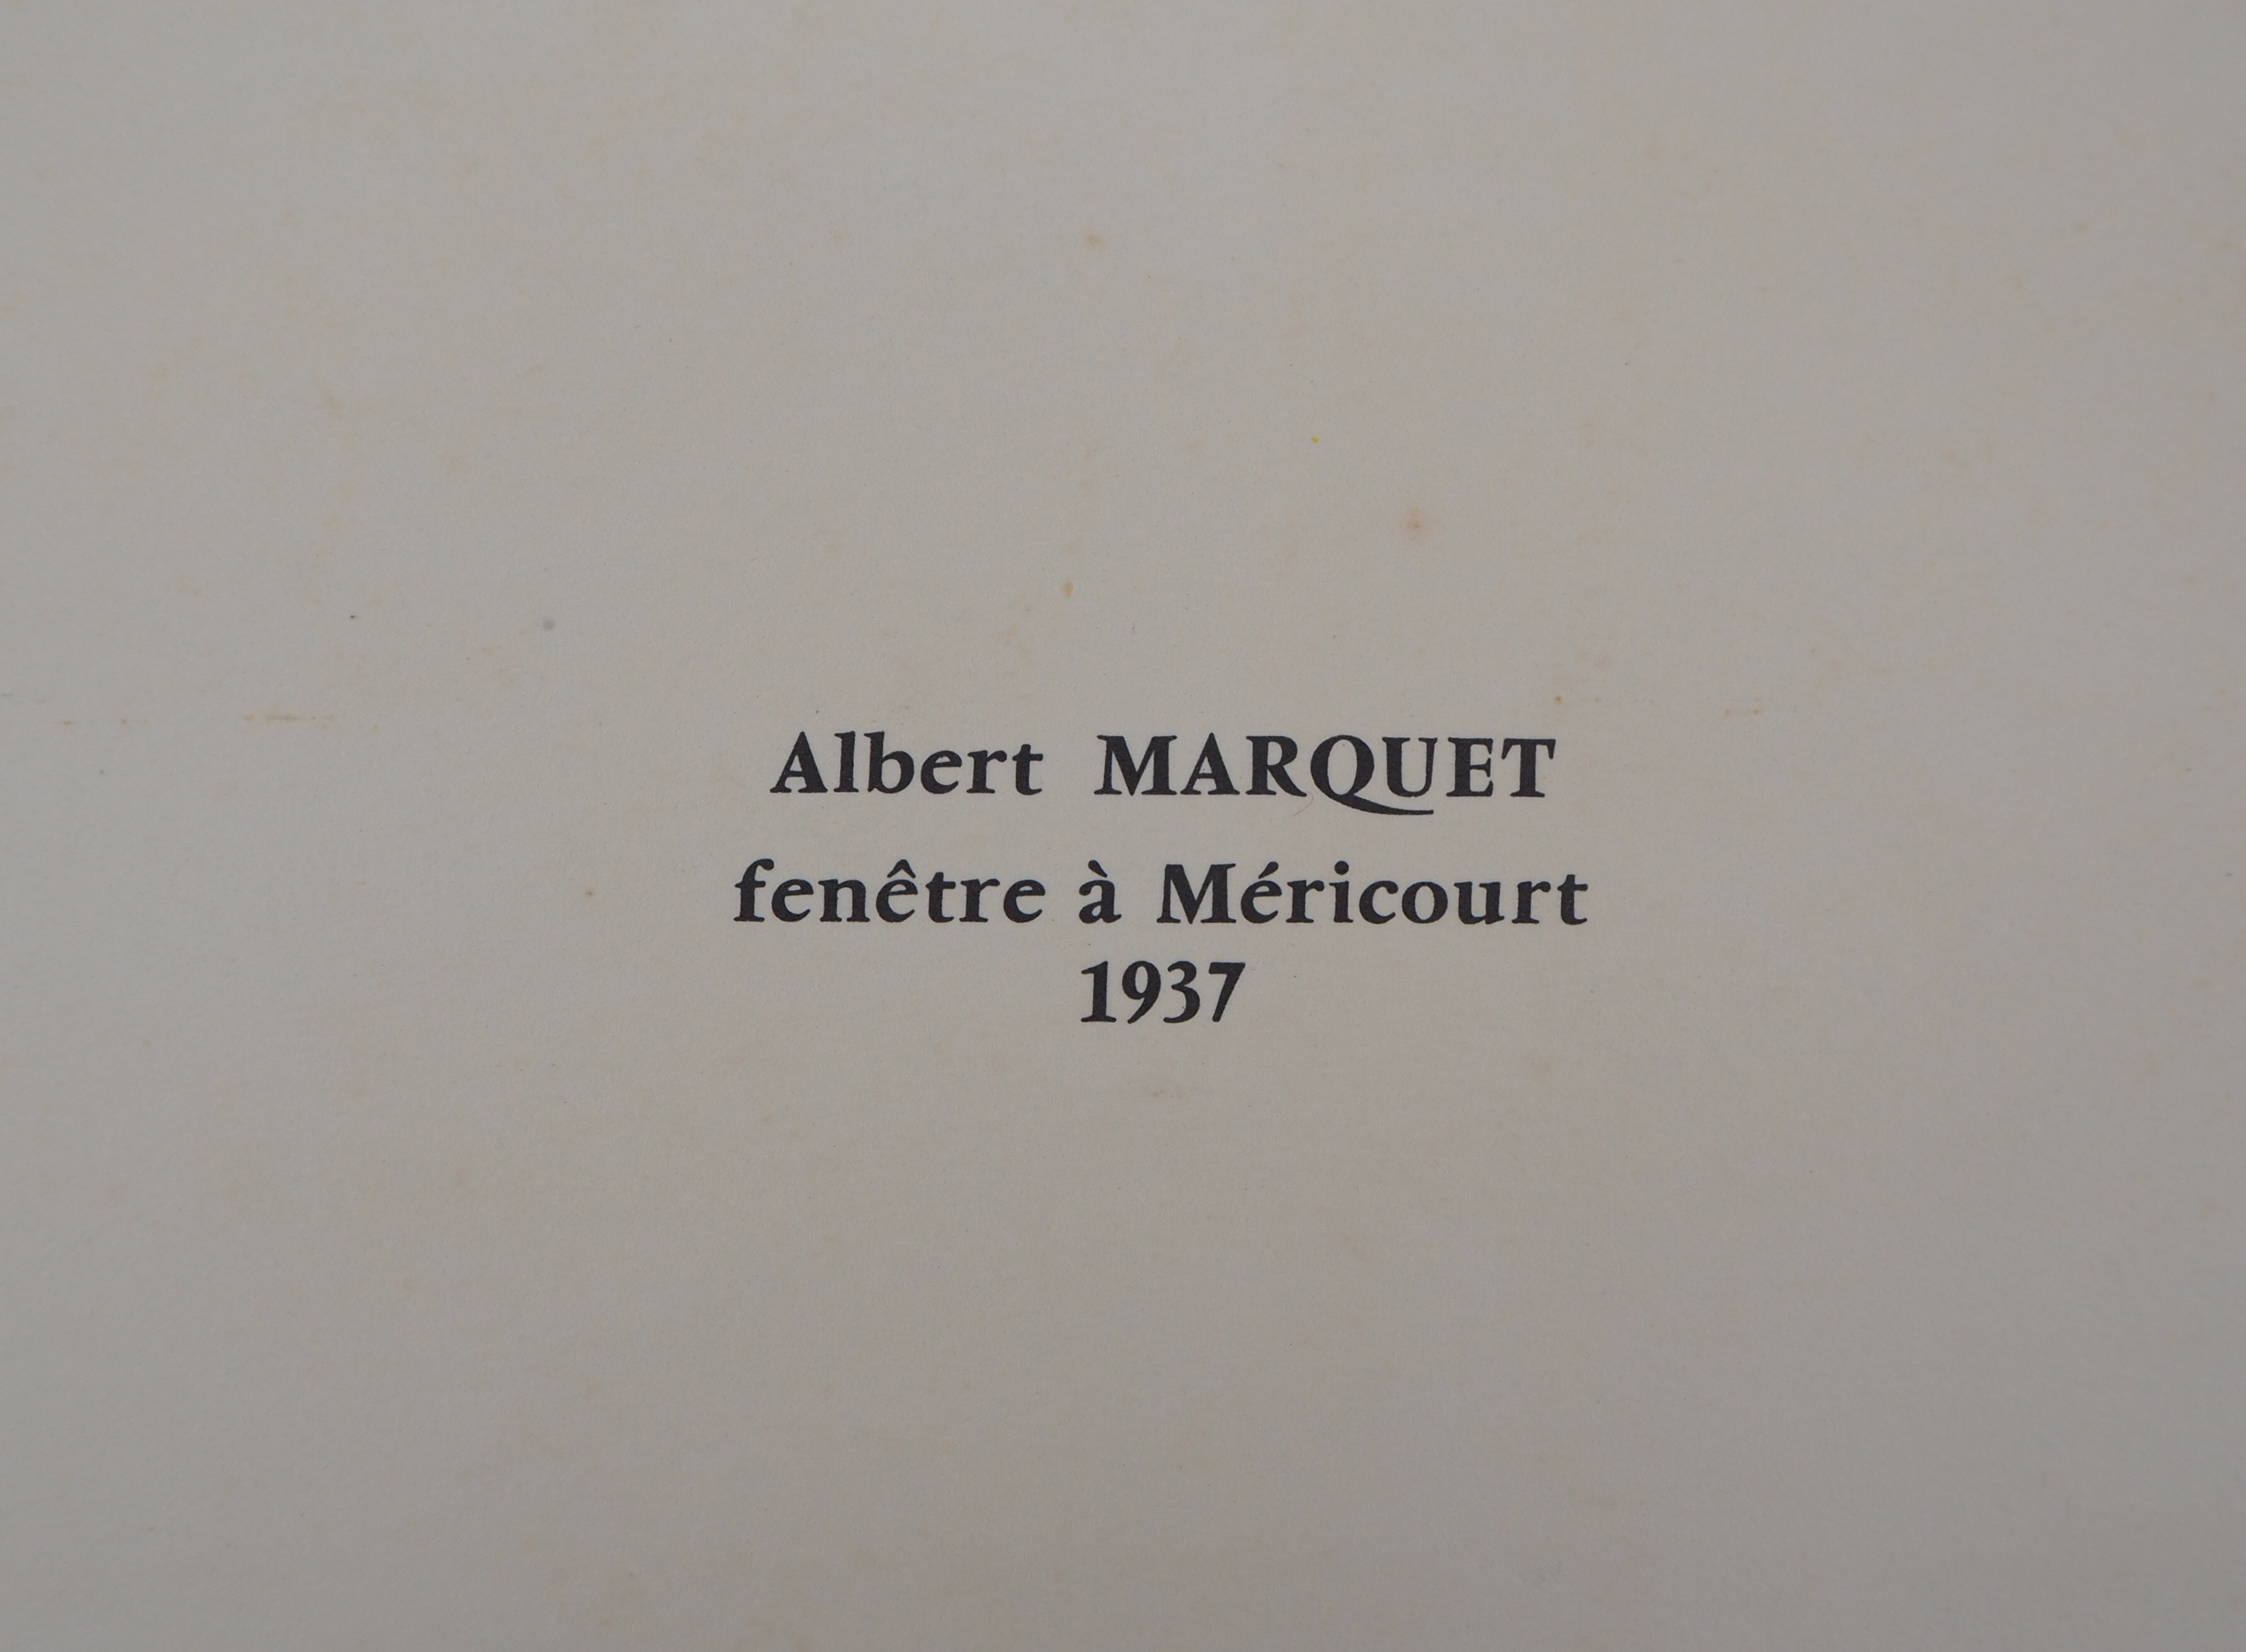 Albert MARQUET
fenêtre à Méricourt
1937